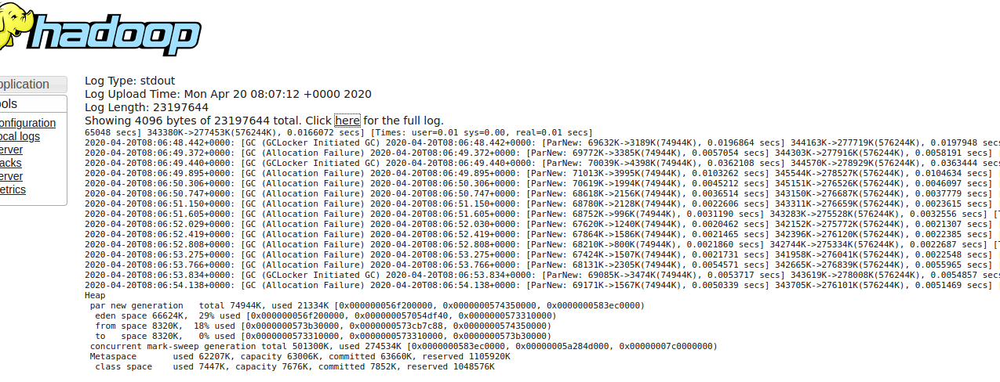 hadoop
plication
ols
onfiguration
ocal logs
erver
acks
erver
etrics
Log Type: stdout
Log Upload Time: Mon Apr 20 08:07:12 +0000 2020
Log Length: 23197644
Showing 4096 bytes of 23197644 total. Click here for the full log.
65048 secs] 343380K->277453K(576244K), 0.0166072 secs] [Times: user=0.01 sys=0.00, real=0.01 secs]
2020-04-20T08:06:48.442+0000: [GC (GCLocker Initiated GC) 2020-04-20T08:06:48.442+0000: [ParNew: 69632K->3189K(74944K), 0.0196864 secs] 344163K->277719K(576244K), 0.0197948 sec
2020-04-20T08:06:49.372+0000: [GC (Allocation Failure) 2020-04-20T08:06:49.372+0000: [ParNew: 69772K->3385K(74944K), 0.0057054 secs] 344303K->277916K(576244K), 0.0058191 secs] [
2020-04-20T08:06:49.440+0000: [GC (GCLocker Initiated GC) 2020-04-20T08:06:49.440+0000: [ParNew: 70039K->4398K(74944K), 0.0362108 secs] 344570K->278929K(576244K), 0.0363444 sec
2020-04-20T08:06:49.895+0000: [GC (Allocation Failure) 2020-04-20T08:06:49.895+0000: [ParNew: 71013K->3995K(74944K), 0.0103262 secs] 345544K->278527K(576244K), 0.0104634 secs] [
2020-04-20T08:06:50.306+0000: [GC (Allocation Failure) 2020-04-20T08:06:50.306+0000: [ParNew: 70619K->1994K(74944K), 0.0045212 secs] 345151K->276526K(576244K), 0.0046097 secs] [
2020-04-20T08:06:50.747+0000: [GC (Allocation Failure) 2020-04-20T08:06:50.747+0000: [ParNew: 68618K->2156K(74944K), 0.0036514 secs] 343150K->276687K(576244K), 0.0037779 secs] [
2020-04-20T08:06:51.150+0000: [GC (Allocation Failure) 2020-04-20T08:06:51.150+0000: [ParNew: 68780K->2128K(74944K), 0.0022606 secs] 343311K->276659K(576244K), 0.0023615 secs] [
2020-04-20T08:06:51.605+0000: [GC (Allocation Failure) 2020-04-20T08:06:51.605+0000: [ParNew: 68752K->996K(74944K), 0.0031190 secs] 343283K->275528K(576244K), 0.0032556 secs] [T
2020-04-20T08:06:52.029+0000: [GC (Allocation Failure) 2020-04-20T08:06:52.030+0000: [ParNew: 67620K->1240K(74944K), 0.0020462 secs] 342152K->275772K(576244K), 0.0021307 secs] [
2020-04-20T08:06:52.419+0000: [GC (Allocation Failure) 2020-04-20T08:06:52.419+0000: [ParNew: 67864K->1586K(74944K), 0.0021465 secs] 342396K->276120K(576244K), 0.0022385 secs] [
2020-04-20T08:06:52.808+0000: [GC (Allocation Failure) 2020-04-20T08:06:52.808+0000: [ParNew: 68210K->800K(74944K), 0.0021860 secs] 342744K->275334K(576244K), 0.0022687 secs] [T
2020-04-20T08:06:53.275+0000: [GC (Allocation Failure) 2020-04-20T08:06:53.275+0000: [ParNew: 67424K->1507K(74944K), 0.0021731 secs] 341958K->276041K(576244K), 0.0022548 secs] [
2020-04-20T08:06:53.766+0000: [GC (Allocation Failure) 2020-04-20T08:06:53.766+0000: [ParNew: 68131K->2305K(74944K), 0.0054571 secs] 342665K->276839K(576244K), 0.0055965 secs] [
2020-04-20T08:06:53.834+0000: [GC (GCLocker Initiated GC) 2020-04-20T08:06:53.834+0000: [ParNew: 69085K->3474K(74944K), 0.0053717 secs] 343619K->278008K(576244K), 0.0054857 sec
2020-04-20T08:06:54.138+0000: [GC (Allocation Failure) 2020-04-20T08:06:54.138+0000: [ParNew: 69171K->1567K(74944K), 0.0050339 secs] 343705K->276101K(576244K), 0.0051469 secs] [
Heap
par new generation total 74944K, used 21334K [0x000000056f200000, 0x0000000574350000, 0x0000000583ec0000)
eden space 66624K, 29% used [0x000000056f200000, 0x000000057054df40, 0x0000000573310000)
from space 8320K, 18% used [0x0000000573b30000, 0x0000000573cb7c88, 0x0000000574350000)
to space 8320K, 0% used [0x0000000573310000, 0x0000000573310000, 0x0000000573b30000)
concurrent mark-sweep generation total 501300K, used 274534K [0x0000000583ec0000, 0x00000005a284d000, 0x00000007c0000000)
Metaspace used 62207K, capacity 63006K, committed 63660K, reserved 1105920K
class space used 7447K, capacity 7676K, committed 7852K, reserved 1048576K